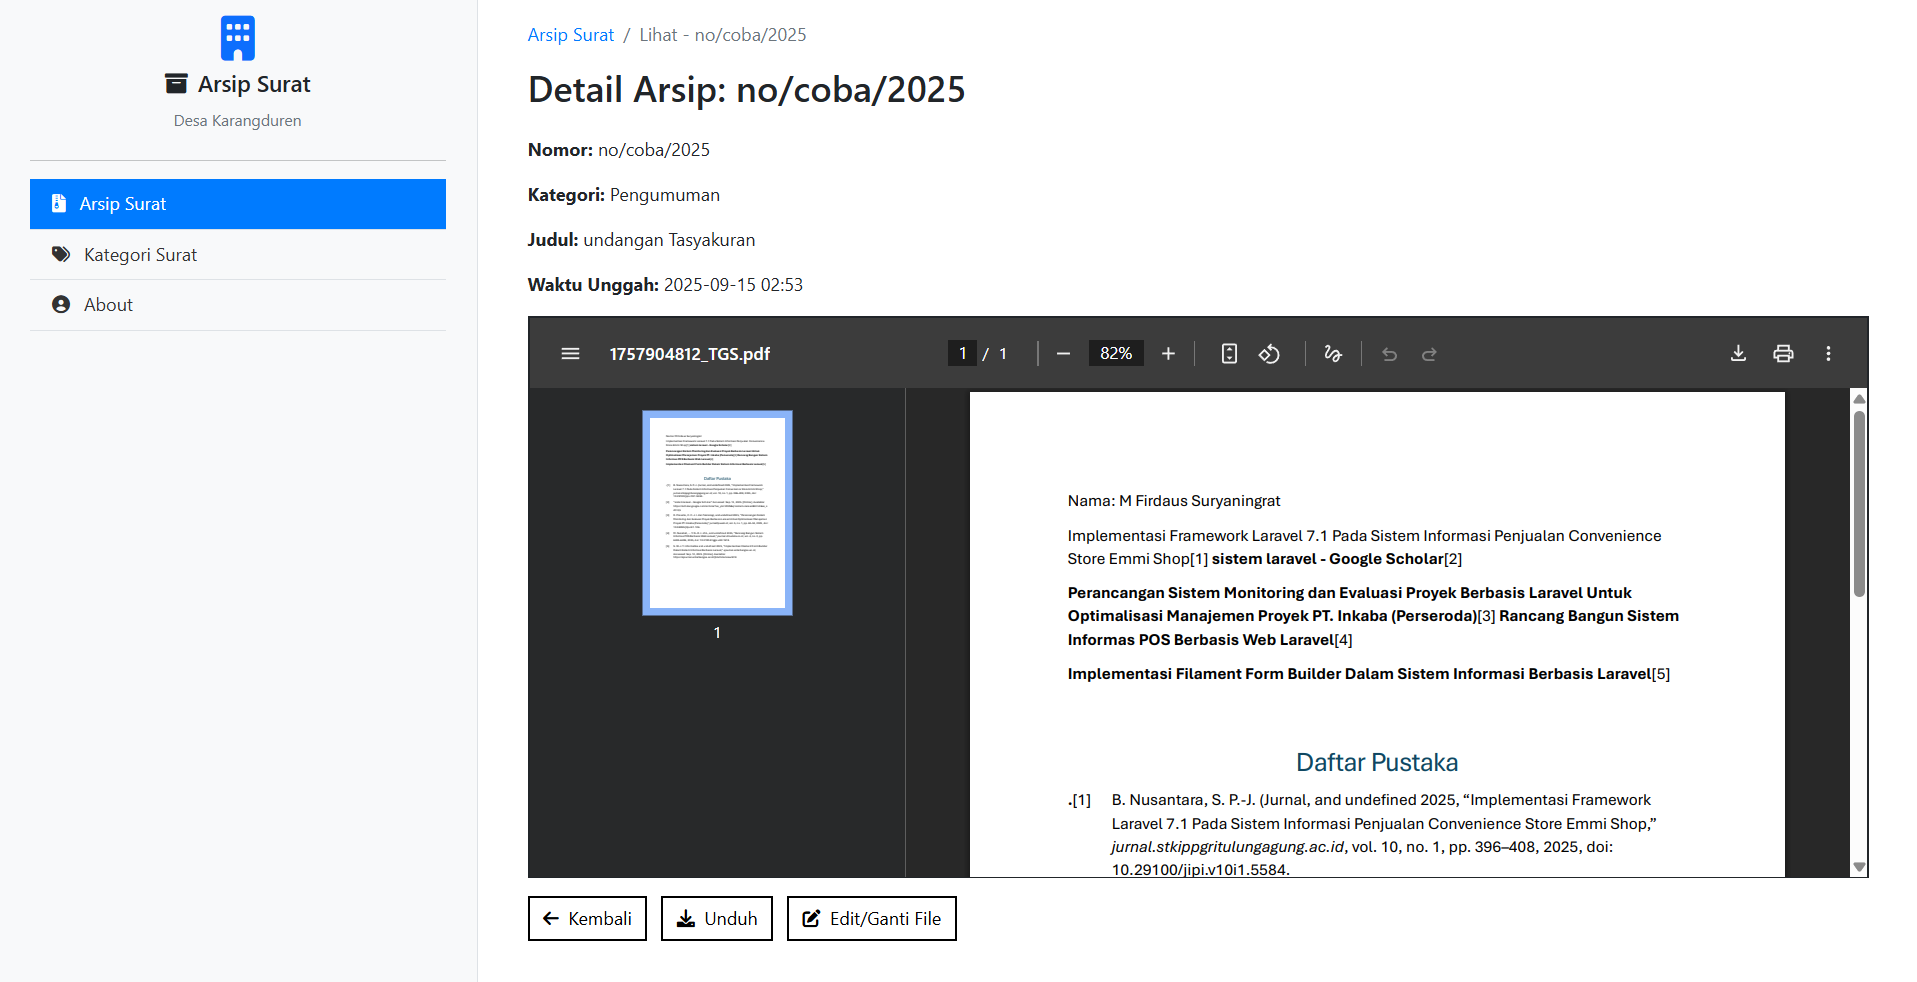 Arsip Surat
Desa Karangduren
Arsip Surat
Kategori Surat
About
Arsip Surat / Lihat - no/coba/2025
Detail Arsip: no/coba/2025
Nomor: no/coba/2025
Kategori: Pengumuman
Judul: undangan Tasyakuran
Waktu Unggah: 2025-09-15 02:53
1757904812_TGS.pdf
1 / 1
82%
Daftar Pustaka
1
Nama: M Firdaus Suryaningrat
Implementasi Framework Laravel 7.1 Pada Sistem Informasi Penjualan Convenience
Store Emmi Shop[1] sistem laravel - Google Scholar[2]
Perancangan Sistem Monitoring dan Evaluasi Proyek Berbasis Laravel Untuk
Optimalisasi Manajemen Proyek PT. Inkaba (Perseroda)[3] Rancang Bangun Sistem
Informas POS Berbasis Web Laravel[4]
Implementasi Filament Form Builder Dalam Sistem Informasi Berbasis Laravel[5]
Daftar Pustaka
.[1] B. Nusantara, S. P.-J. (Jurnal, and undefined 2025, “Implementasi Framework
Laravel 7.1 Pada Sistem Informasi Penjualan Convenience Store Emmi Shop,”
jurnal.stkippgritulungagung.ac.id, vol. 10, no. 1, pp. 396–408, 2025, doi:
10.29100/jipi.v10i1.5584.
Kembali
Unduh
Edit/Ganti File